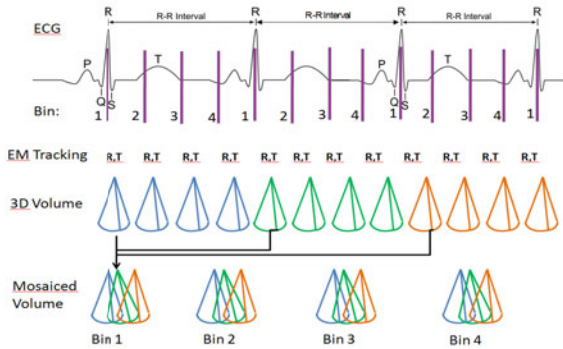 R R R R
R-R Interval R-R Interval R-R Interval
ECG
P T T P T
Q S Q S
Bin: 1 2 3 4 1 2 3 4 1 2 3 4 1
EM Tracking R,T R,T R,T R,T R,T R,T R,T R,T R,T R,T R,T R,T
3D Volume
Mosaiced
Volume
Bin 1 Bin 2 Bin 3 Bin 4